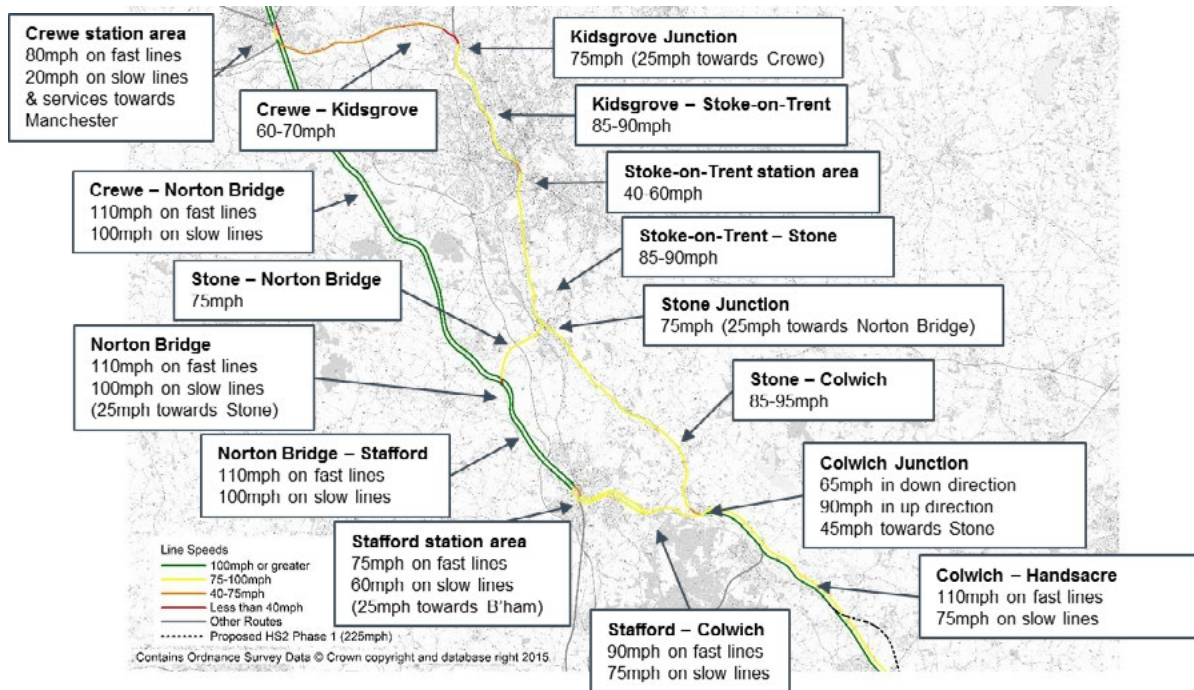 Crewe station area
80mph on fast lines
20mph on slow lines
& services towards
Manchester
Kidsgrove Junction
75mph (25mph towards Crewe)
Crewe – Kidsgrove
60-70mph
Kidsgrove – Stoke-on-Trent
85-90mph
Crewe – Norton Bridge
110mph on fast lines
100mph on slow lines
Stoke-on-Trent station area
40-60mph
Stoke-on-Trent – Stone
85-90mph
Stone – Norton Bridge
75mph
Stone Junction
75mph (25mph towards Norton Bridge)
Norton Bridge
110mph on fast lines
100mph on slow lines
(25mph towards Stone)
Stone – Colwich
85-95mph
Norton Bridge – Stafford
110mph on fast lines
100mph on slow lines
Colwich Junction
65mph in down direction
90mph in up direction
45mph towards Stone
Stafford station area
75mph on fast lines
60mph on slow lines
(25mph towards B'ham)
Colwich – Handsacre
110mph on fast lines
75mph on slow lines
Stafford – Colwich
90mph on fast lines
75mph on slow lines
Line Speeds
100mph or greater
75-100mph
40-75mph
Less than 40mph
Other Routes
Proposed HS2 Phase 1 (225mph)
Contains Ordnance Survey Data © Crown copyright and database right 2015